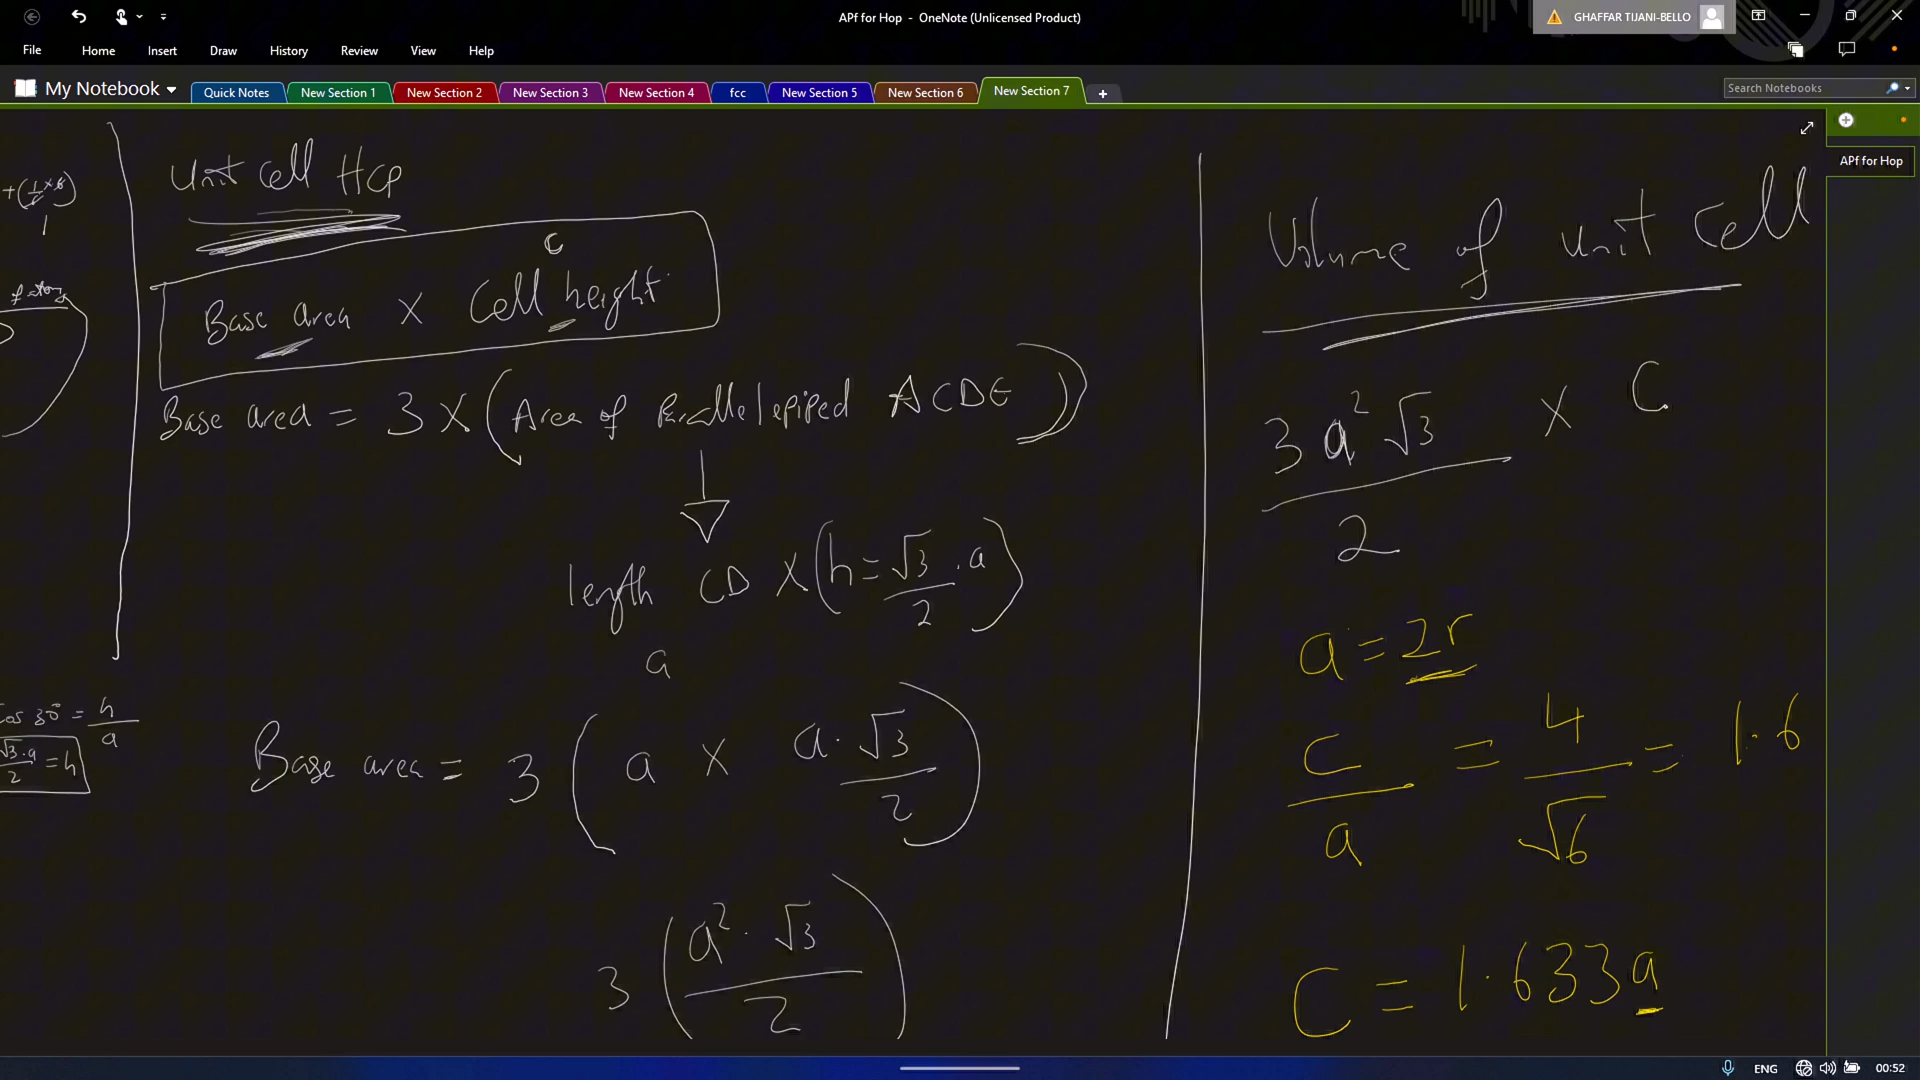 APf for Hcp - OneNote (Unlicensed Product)
GHAFFAR TIJANI-BELLO
File Home Insert Draw History Review View Help
My Notebook
Quick Notes New Section 1 New Section 2 New Section 3 New Section 4 fcc New Section 5 New Section 6 New Section 7
Search Notebooks
APf for Hcp
Unit cell Hcp
C
Base area X Cell height
Base area = 3 X (Area of Parallelepiped ACDE)
length CD X (h = √3/2 . a)
a
Base area = 3 (a X a.√3/2)
3 (a². √3/2)
Cos 30° = h/a
√3.a/2 = h
Volume of unit cell
3a²√3/2 X C
a = 2r
C/a = 4/√6 = 1.6
C = 1.633a
ENG 00:52